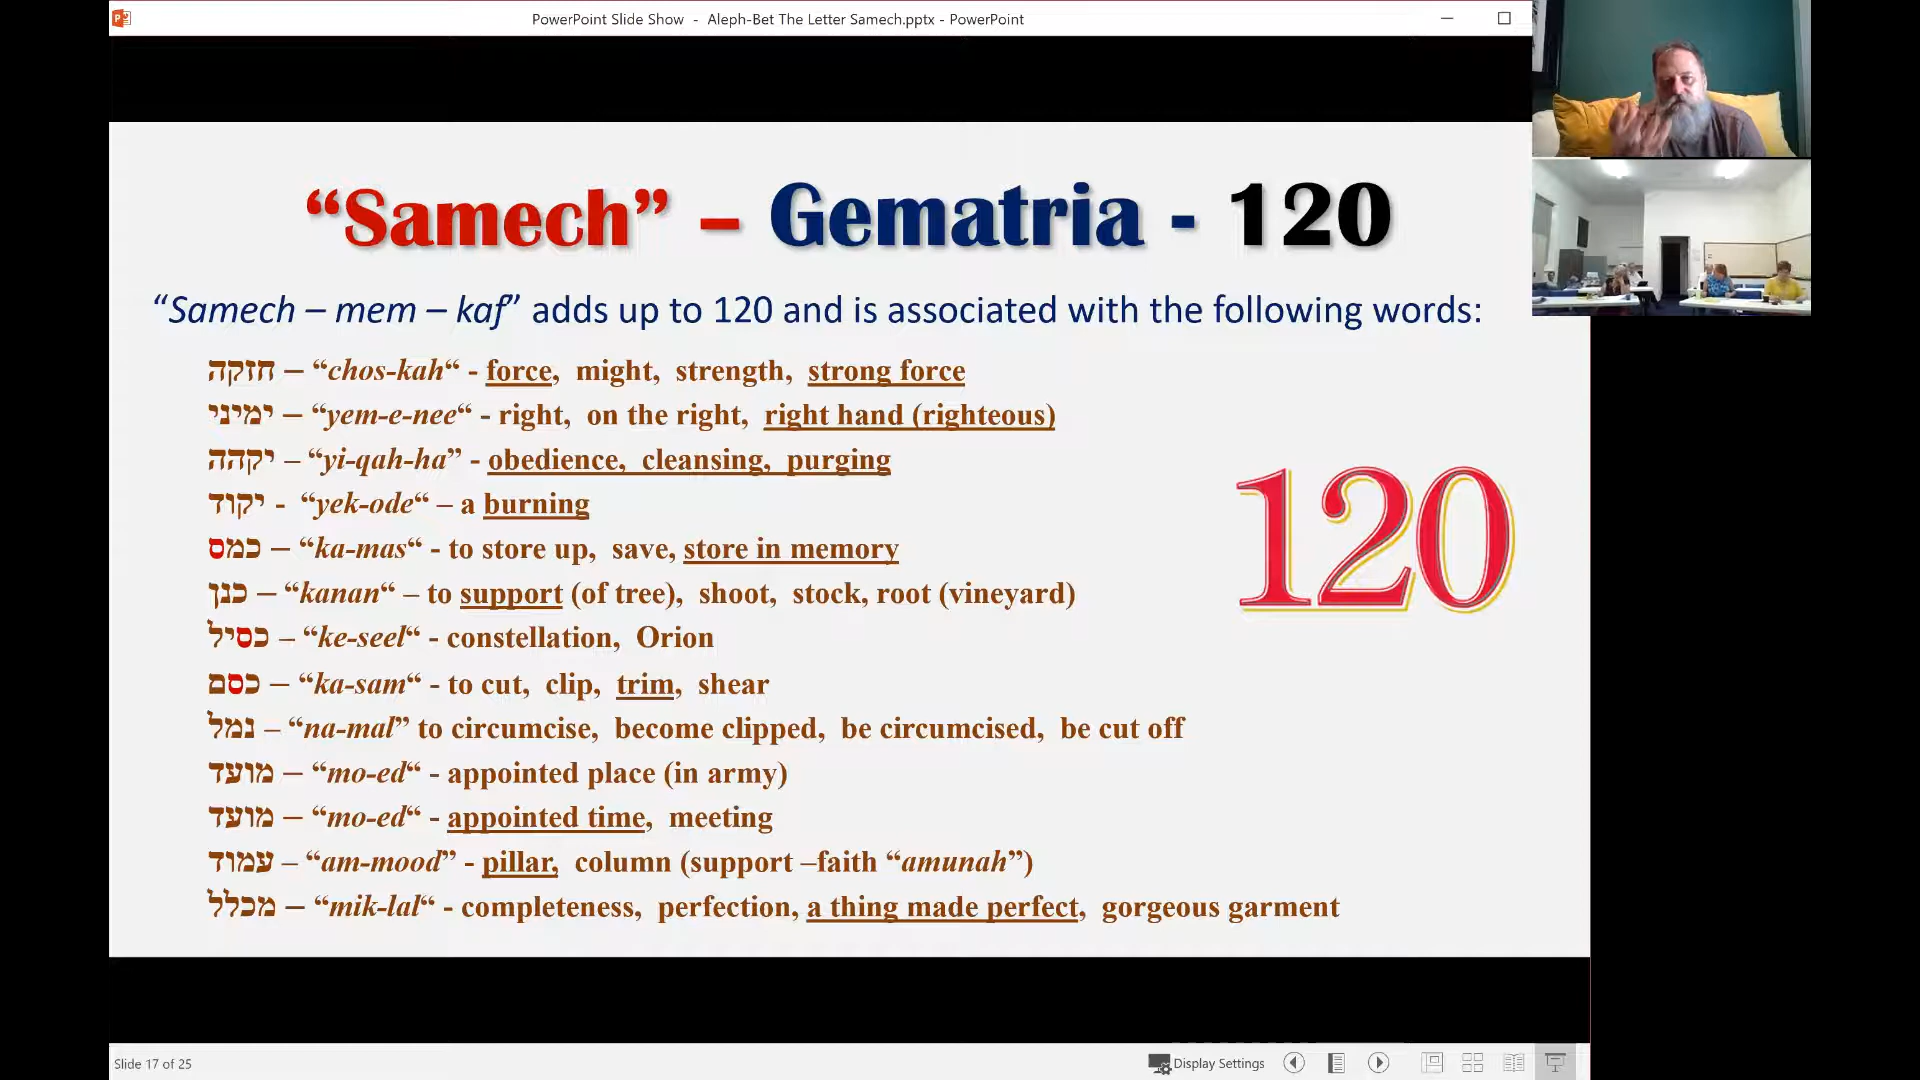 PowerPoint Slide Show - Aleph-Bet The Letter Samech.pptx - PowerPoint
“Samech” – Gematria - 120
“Samech – mem – kaf” adds up to 120 and is associated with the following words:
חזקה – “chos-kah“ - force, might, strength, strong force
ימיני – “yem-e-nee“ - right, on the right, right hand (righteous)
יקהה – “yi-qah-ha” - obedience, cleansing, purging
יקוד - “yek-ode“ – a burning
כמס – “ka-mas“ - to store up, save, store in memory
כנן – “kanan“ – to support (of tree), shoot, stock, root (vineyard)
כסיל – “ke-seel“ - constellation, Orion
כסם – “ka-sam“ - to cut, clip, trim, shear
נמל – “na-mal” to circumcise, become clipped, be circumcised, be cut off
מועד – “mo-ed“ - appointed place (in army)
מועד – “mo-ed“ - appointed time, meeting
עמוד – “am-mood” - pillar, column (support –faith “amunah”)
מכלל – “mik-lal“ - completeness, perfection, a thing made perfect, gorgeous garment
120
Slide 17 of 25
Display Settings